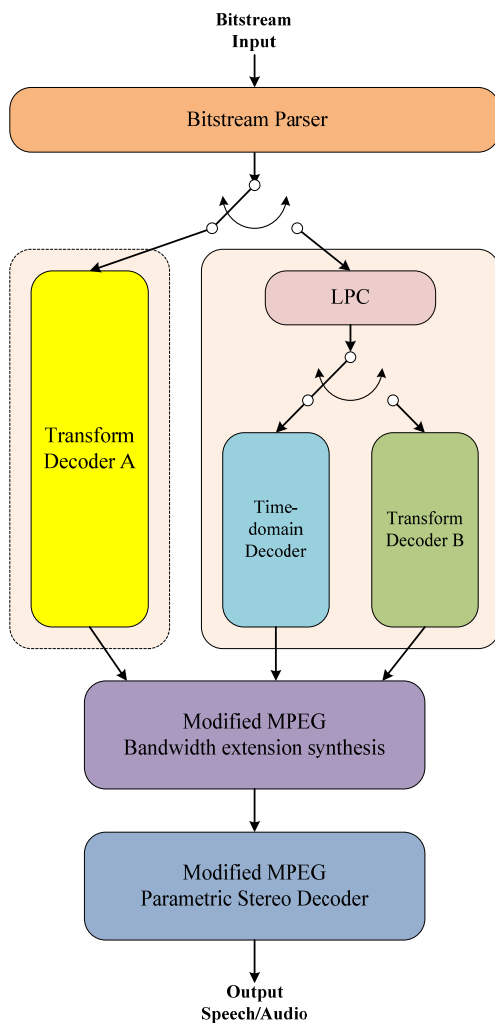 Bitstream
Input
Bitstream Parser
LPC
Transform
Decoder A
Time-
domain
Decoder
Transform
Decoder B
Modified MPEG
Bandwidth extension synthesis
Modified MPEG
Parametric Stereo Decoder
Output
Speech/Audio